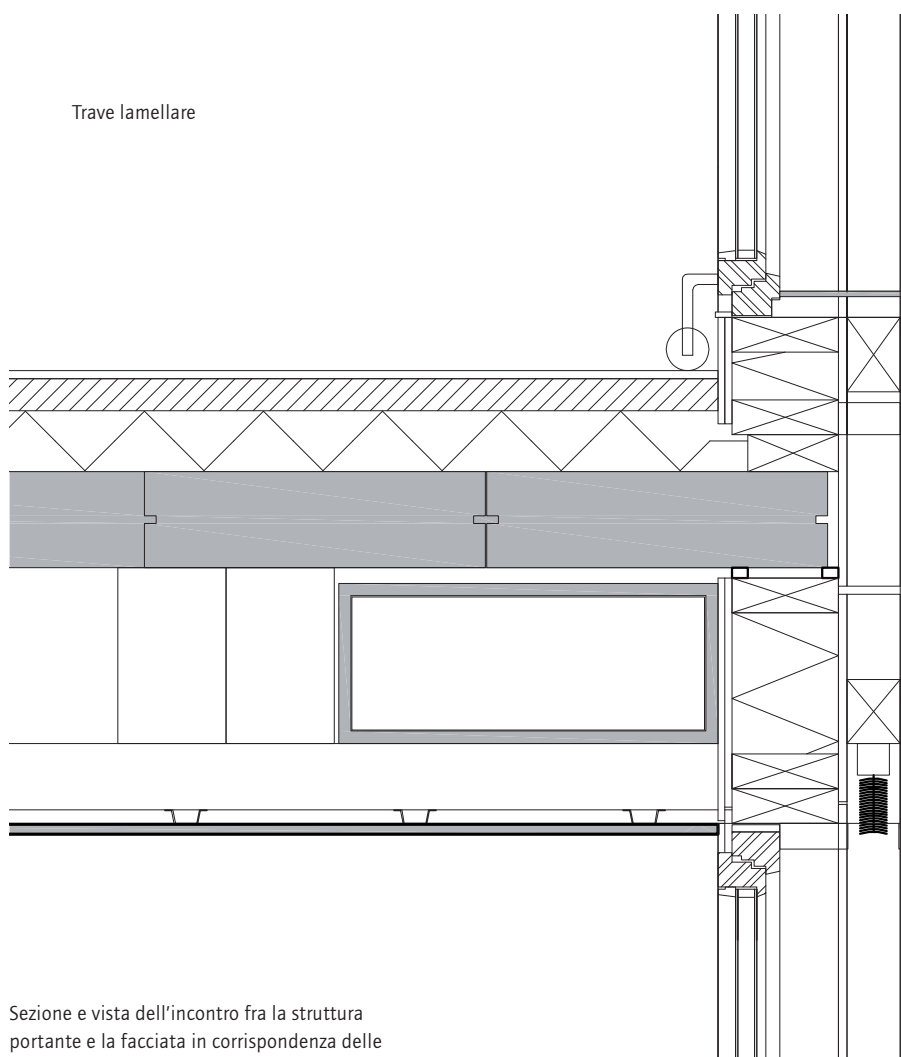 Trave lamellare
Sezione e vista dell'incontro fra la struttura
portante e la facciata in corrispondenza delle